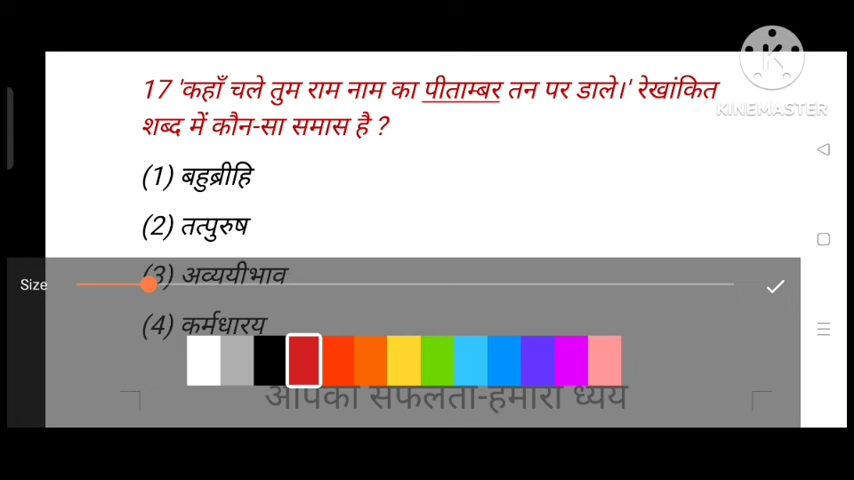 KINEMASTER
17 'कहाँ चले तुम राम नाम का पीताम्बर तन पर डाले।' रेखांकित
शब्द में कौन-सा समास है ?
(1) बहुब्रीहि
(2) तत्पुरुष
(3) अव्ययीभाव
Size
(4) कर्मधारय
आपकी सफलता-हमारा ध्येय